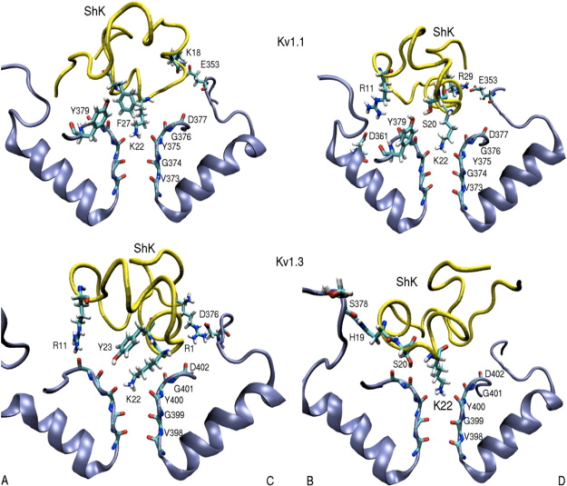 ShK
K18
E353
Y379
F27
K22
D377
G376
Y375
G374
V373
Kv1.1
ShK
R29
E353
R11
S20
Y379
D361
K22
D377
G376
Y375
G374
V373
ShK
D376
R11
Y23
R1
K22
D402
G401
Y400
G399
V398
Kv1.3
ShK
S378
H19
S20
K22
D402
G401
Y400
G399
V398
A
C
B
D